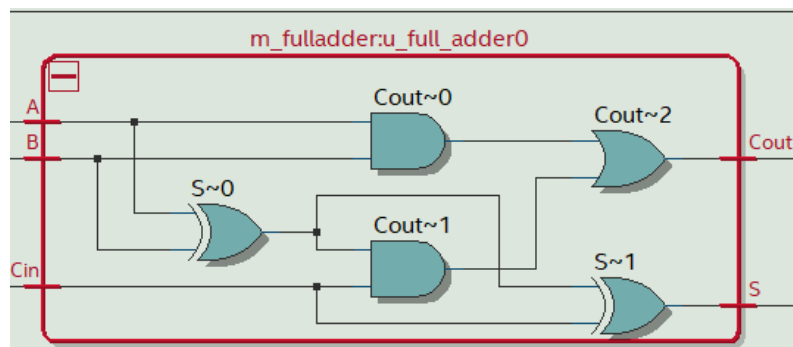 m_fulladder:u_full_adder0
A
Cout~0
Cout~2
B
Cout
S~0
Cout~1
Cin
S~1
S